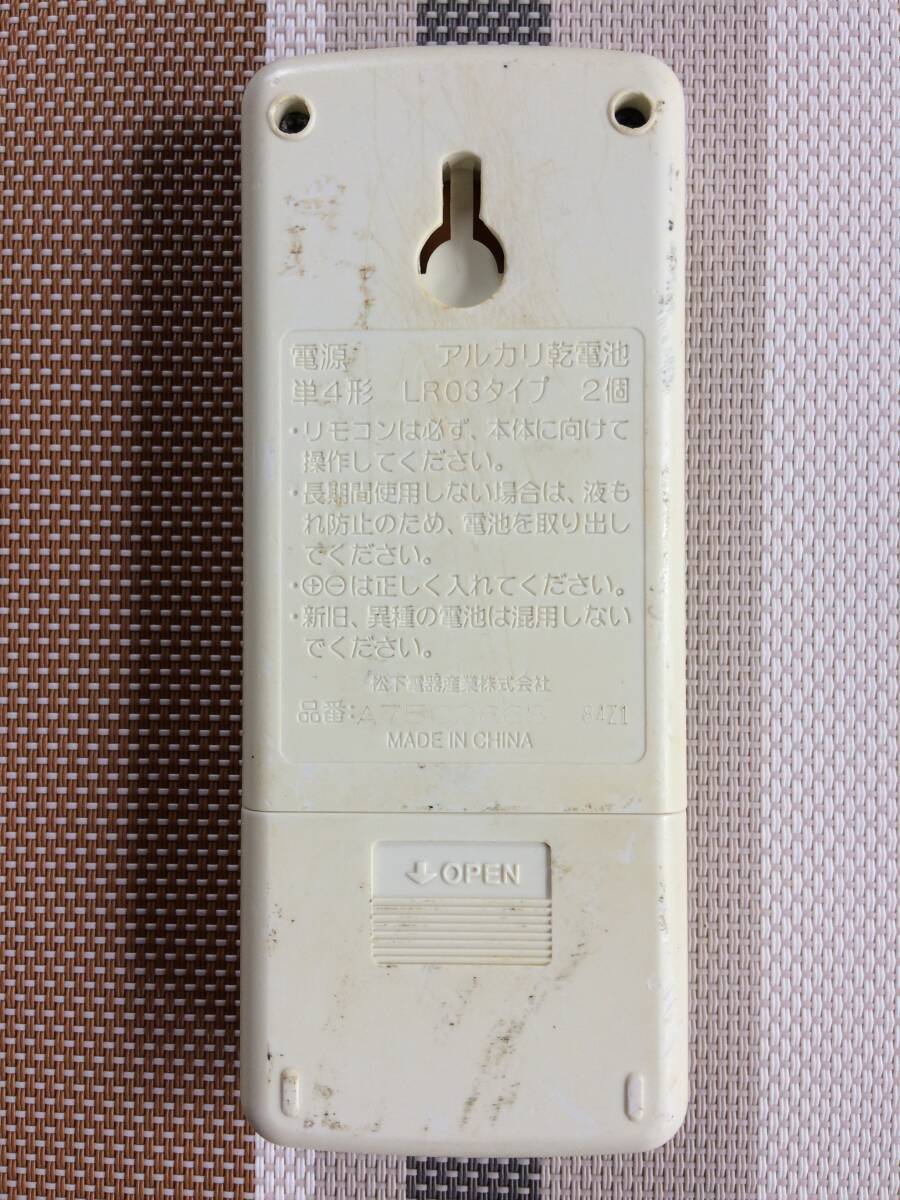 電源 アルカリ乾電池
単4形 LR03タイプ 2個
・リモコンは必ず、本体に向けて
操作してください。
・長期間使用しない場合は、液も
れ防止のため、電池を取り出し
でください。
・⊕⊖は正しく入れてください。
・新旧、異種の電池は混用しない
でください。
松下電器産業株式会社
品番: 84Z1
MADE IN CHINA
OPEN